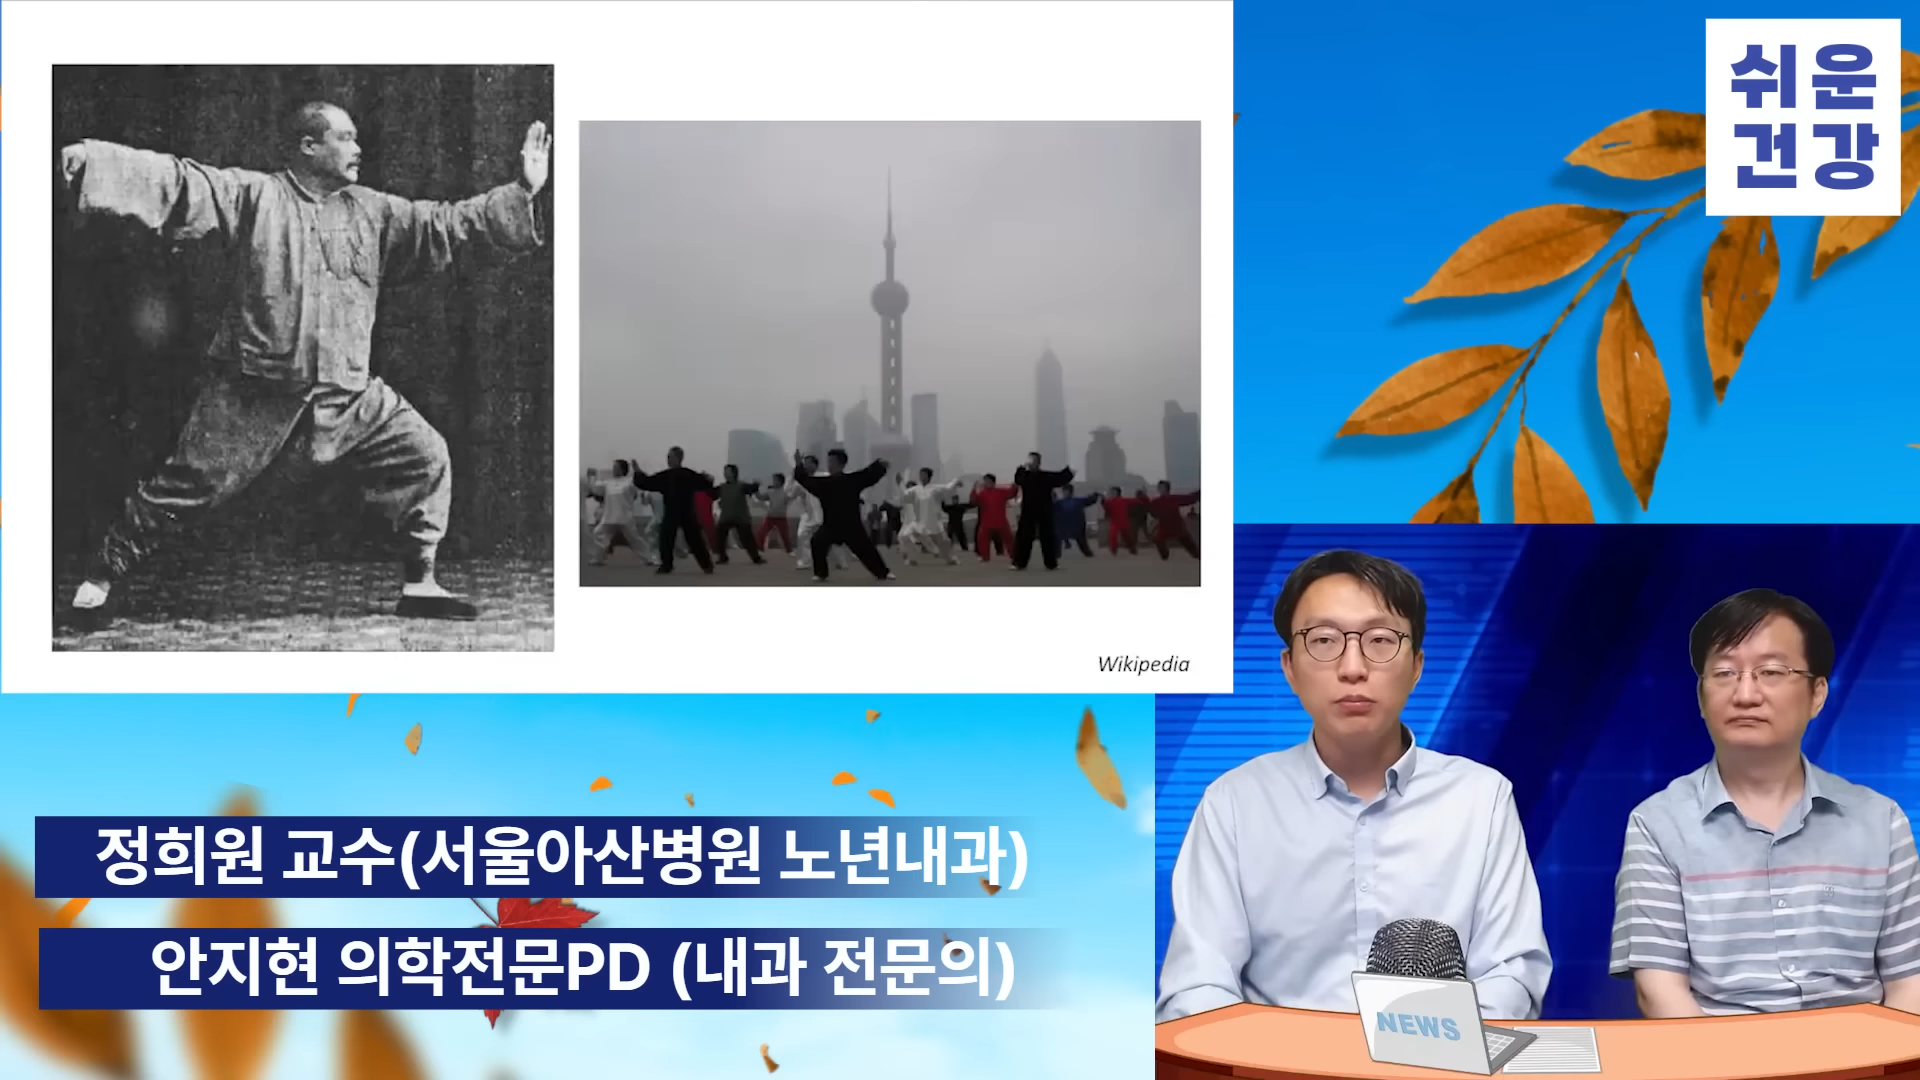 쉬운
건강
Wikipedia
정희원 교수(서울아산병원 노년내과)
안지현 의학전문PD (내과 전문의)
NEWS